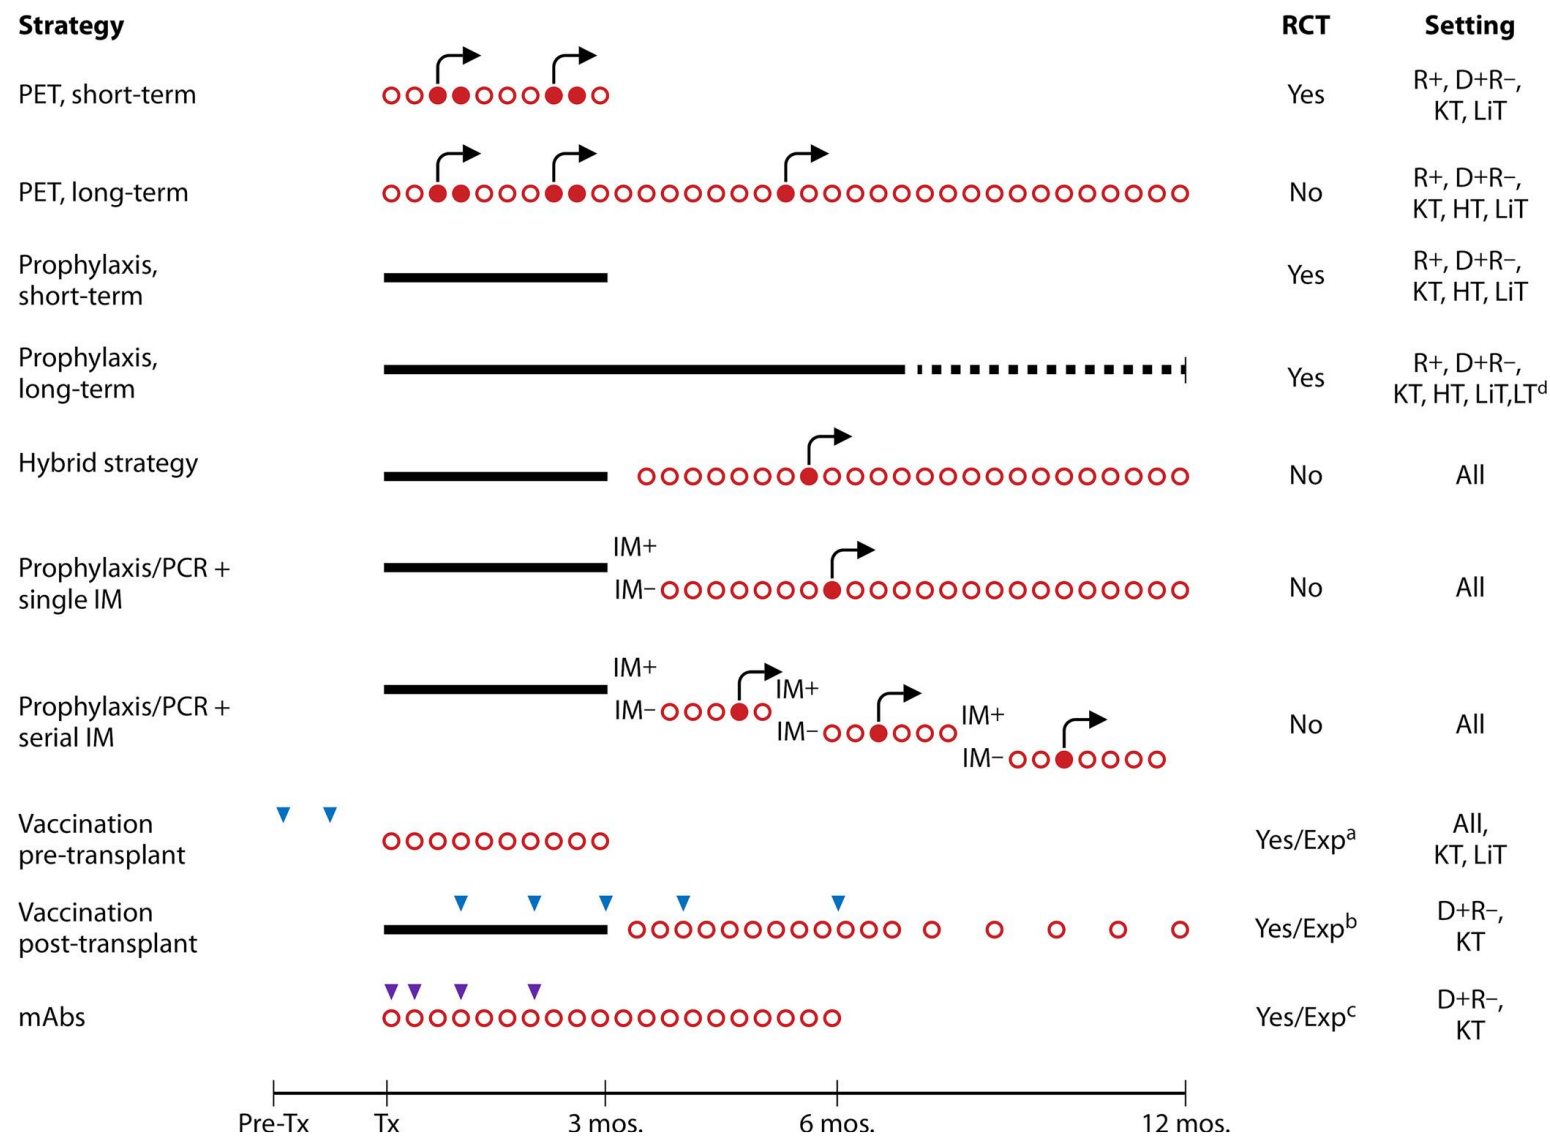 Strategy RCT Setting
PET, short-term Yes R+, D+R–,
KT, LiT
PET, long-term No R+, D+R–,
KT, HT, LiT
Prophylaxis,
short-term Yes R+, D+R–,
KT, HT, LiT
Prophylaxis,
long-term Yes R+, D+R–,
KT, HT, LiT,LTd
Hybrid strategy No All
IM+
Prophylaxis/PCR +
single IM IM– No All
IM+
IM– IM+
Prophylaxis/PCR +
serial IM IM– IM+ No All
IM–
Vaccination
pre-transplant Yes/Expa All,
KT, LiT
Vaccination
post-transplant Yes/Expb D+R–,
KT
mAbs Yes/Expc D+R–,
KT
Pre-Tx Tx 3 mos. 6 mos. 12 mos.